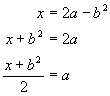 x = 2a − b²
x + b² = 2a
(x + b²)/2 = a